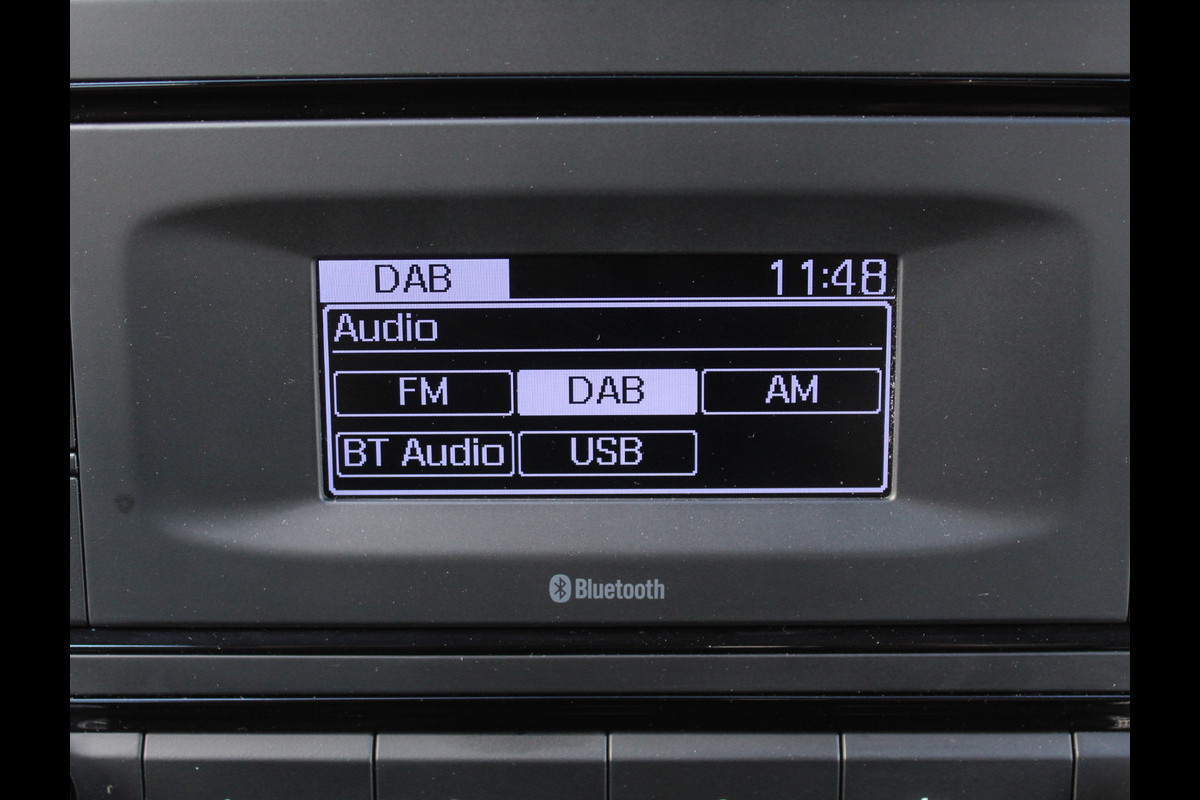 DAB 11:48
Audio
FM DAB AM
BT Audio USB
Bluetooth